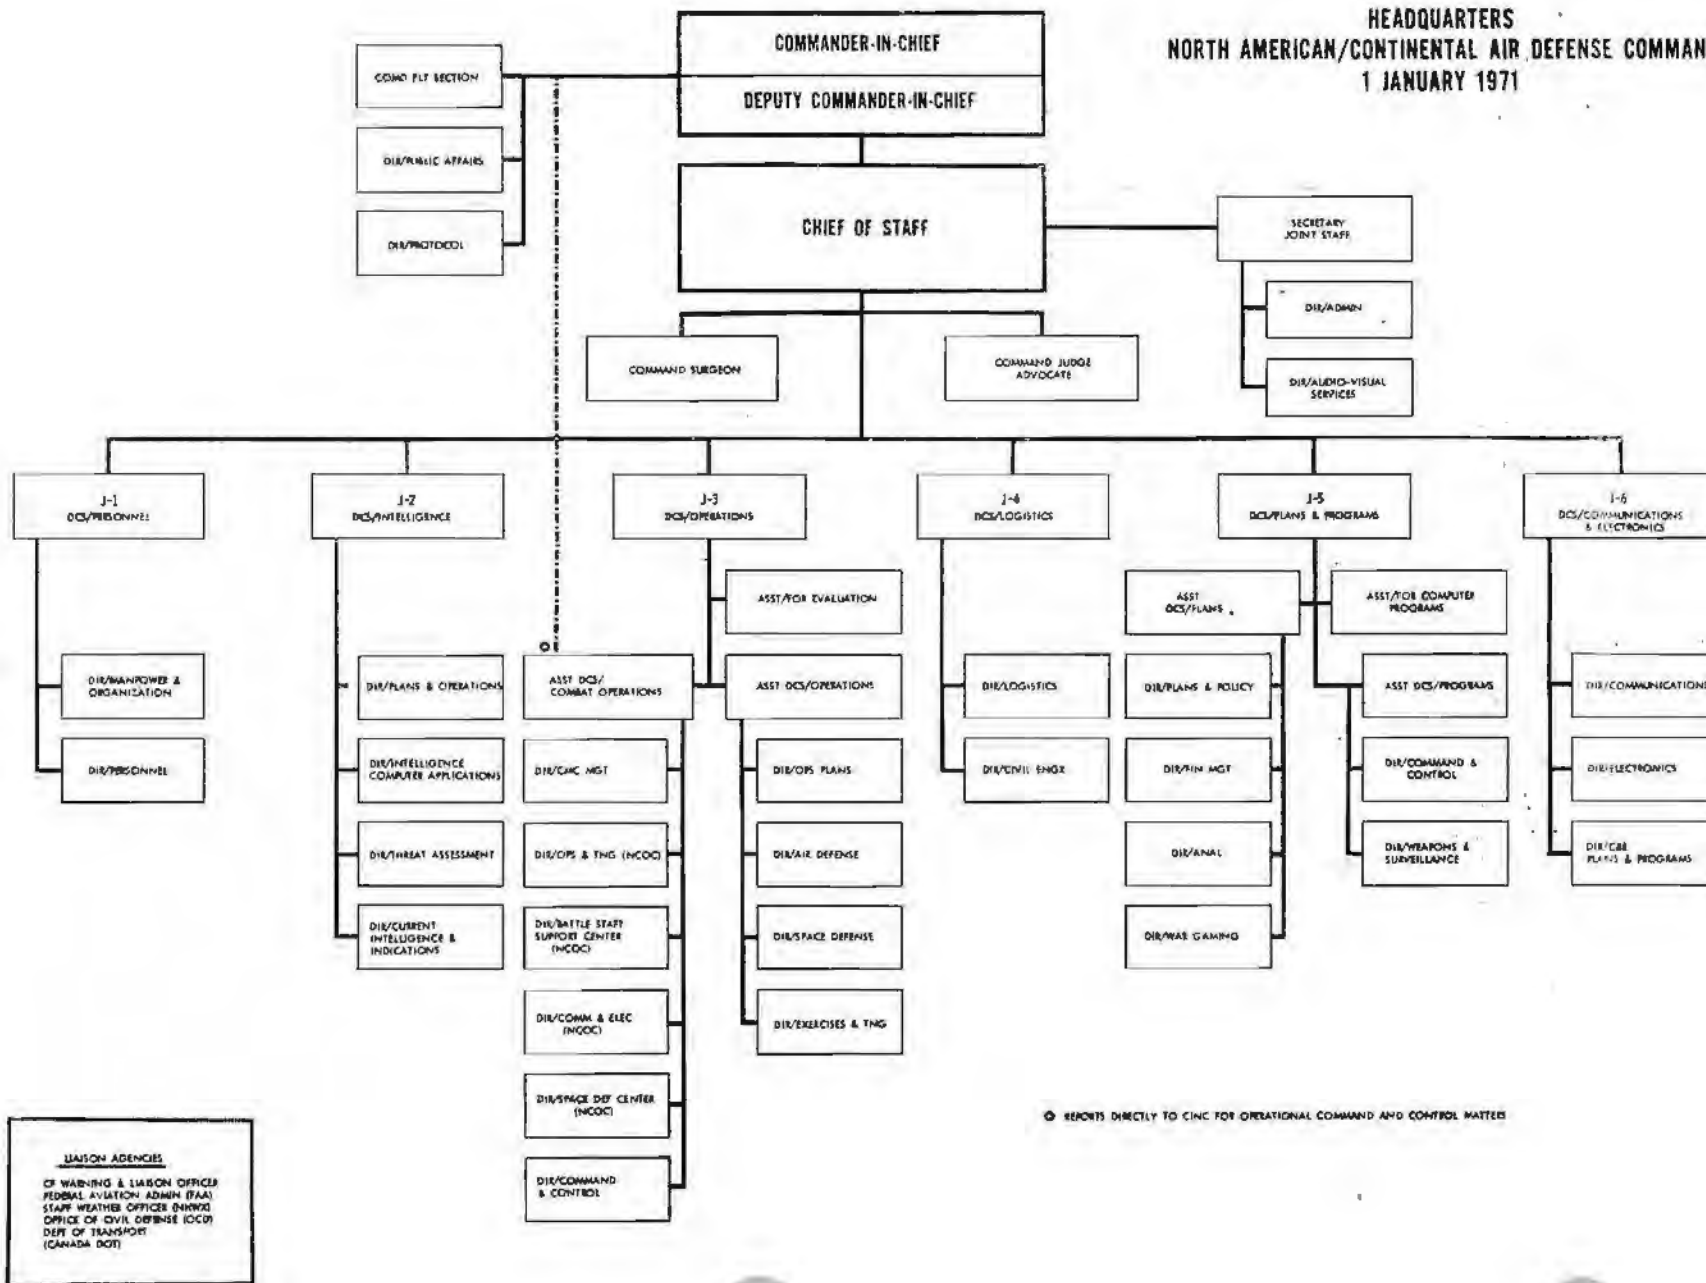 HEADQUARTERS
NORTH AMERICAN/CONTINENTAL AIR DEFENSE COMMAN
1 JANUARY 1971
COMMANDER-IN-CHIEF
DEPUTY COMMANDER-IN-CHIEF
COMD FLT SECTION
DIR/PUBLIC AFFAIRS
DIR/PROTOCOL
CHIEF OF STAFF
SECRETARY
JOINT STAFF
DIR/ADMIN
DIR/AUDIO-VISUAL
SERVICES
COMMAND SURGEON
COMMAND JUDGE
ADVOCATE
J-1
DCS/PERSONNEL
DIR/MANPOWER &
ORGANIZATION
DIR/PERSONNEL
J-2
DCS/INTELLIGENCE
DIR/PLANS & OPERATIONS
DIR/INTELLIGENCE
COMPUTER APPLICATIONS
DIR/THREAT ASSESSMENT
DIR/CURRENT
INTELLIGENCE &
INDICATIONS
J-3
DCS/OPERATIONS
ASST/FOR EVALUATION
ASST DCS/
COMBAT OPERATIONS
DIR/CMC MGT
DIR/OPS & TNG (NCOC)
DIR/BATTLE STAFF
SUPPORT CENTER
(NCOC)
DIR/COMM & ELEC
(NCOC)
DIR/SPACE DEF CENTER
(NCOC)
DIR/COMMAND
& CONTROL
ASST DCS/OPERATIONS
DIR/OPS PLANS
DIR/AIR DEFENSE
DIR/SPACE DEFENSE
DIR/EXERCISES & TNG
J-4
DCS/LOGISTICS
DIR/LOGISTICS
DIR/CIVIL ENGR
J-5
DCS/PLANS & PROGRAMS
ASST
DCS/PLANS
DIR/PLANS & POLICY
DIR/FIN MGT
DIR/ANAL
DIR/WAR GAMING
ASST/FOR COMPUTER
PROGRAMS
ASST DCS/PROGRAMS
DIR/COMMAND &
CONTROL
DIR/WEAPONS &
SURVEILLANCE
J-6
DCS/COMMUNICATIONS
& ELECTRONICS
DIR/COMMUNICATIONS
DIR/ELECTRONICS
DIR/C&E
PLANS & PROGRAMS
REPORTS DIRECTLY TO CINC FOR OPERATIONAL COMMAND AND CONTROL MATTERS
LIAISON AGENCIES
CF WARNING & LIAISON OFFICER
FEDERAL AVIATION ADMIN (FAA)
STAFF WEATHER OFFICER
OFFICE OF CIVIL DEFENSE (OCD)
DEPT OF TRANSPORT
(CANADA DOT)